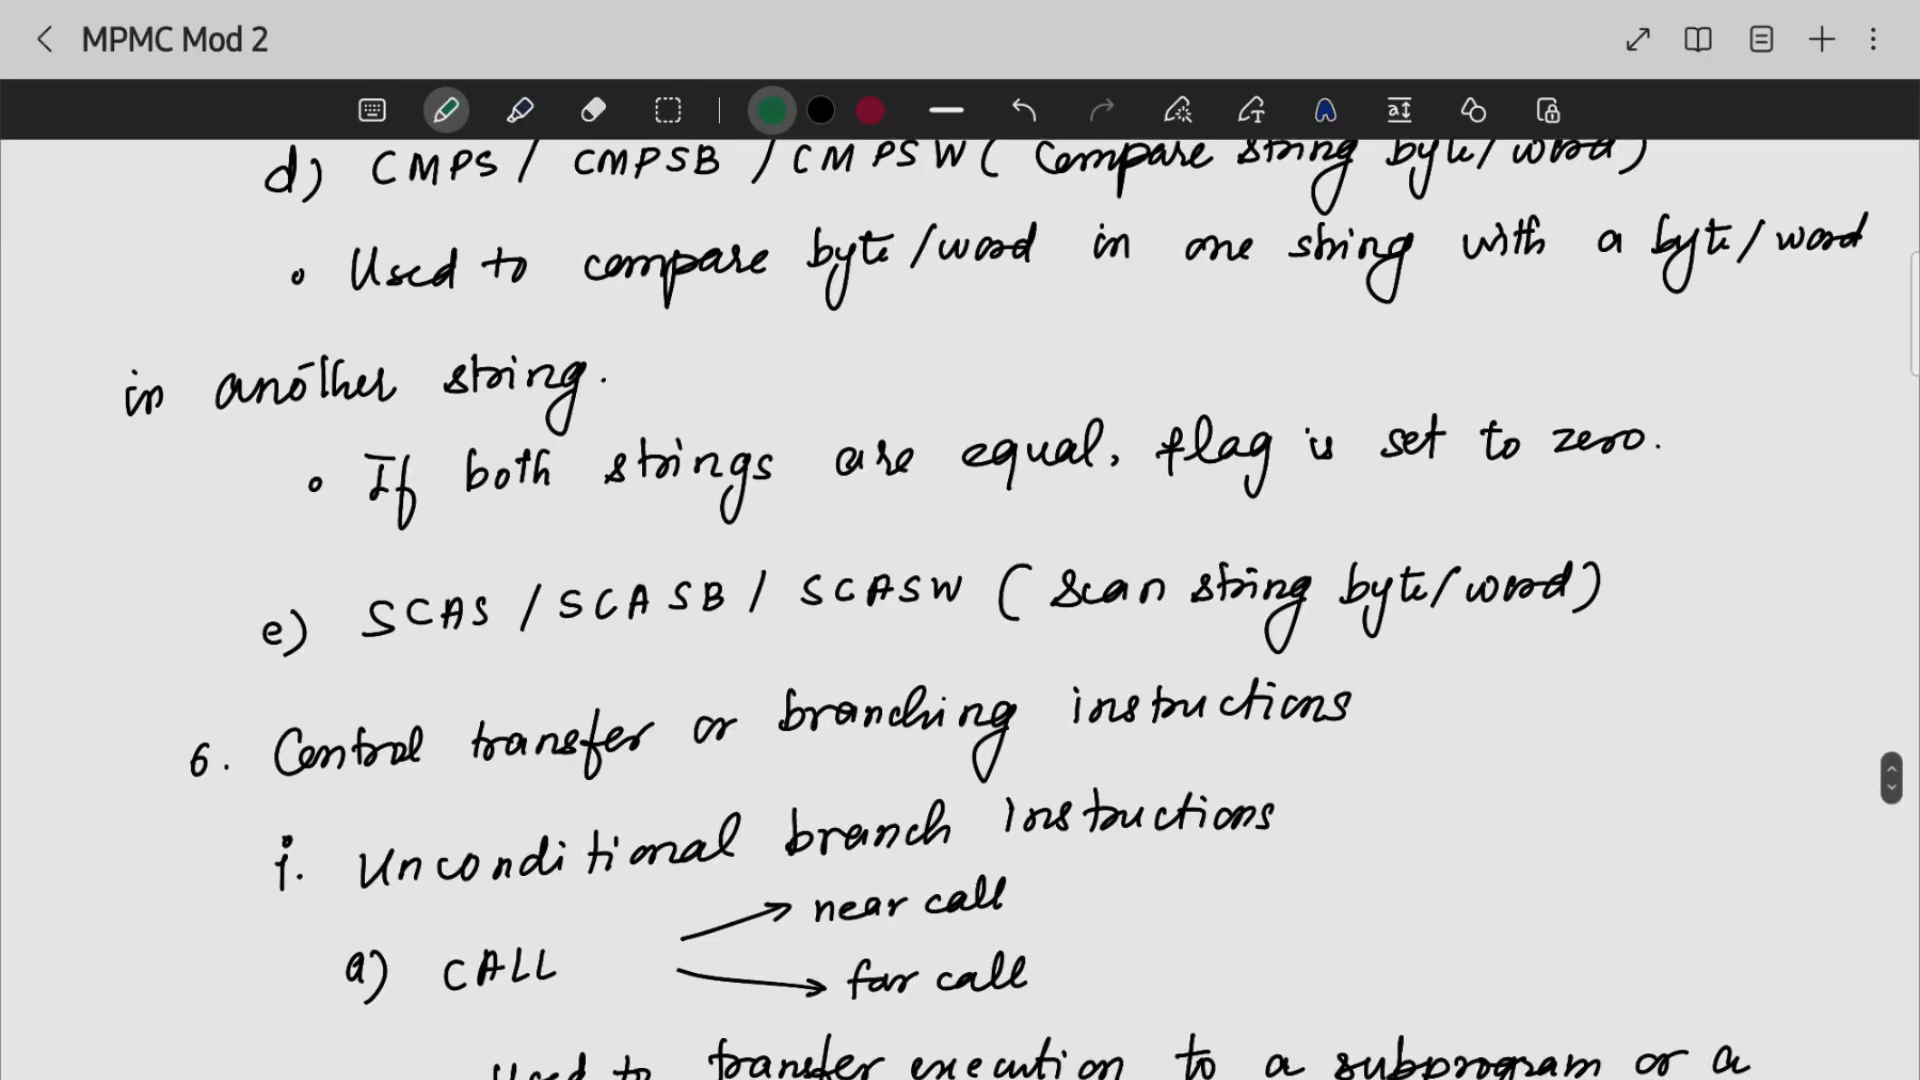 MPMC Mod 2
d) CMPS / CMPSB / CMPSW ( Compare string byte/word)
• Used to compare byte/word in one string with a byte/word
in another string.
• If both strings are equal, flag is set to zero.
e) SCAS / SCASB / SCASW ( Scan string byte/word)
6. Control transfer or branching instructions
i. Unconditional branch instructions
near call
a) CALL
far call
Used to transfer execution to a subprogram or a